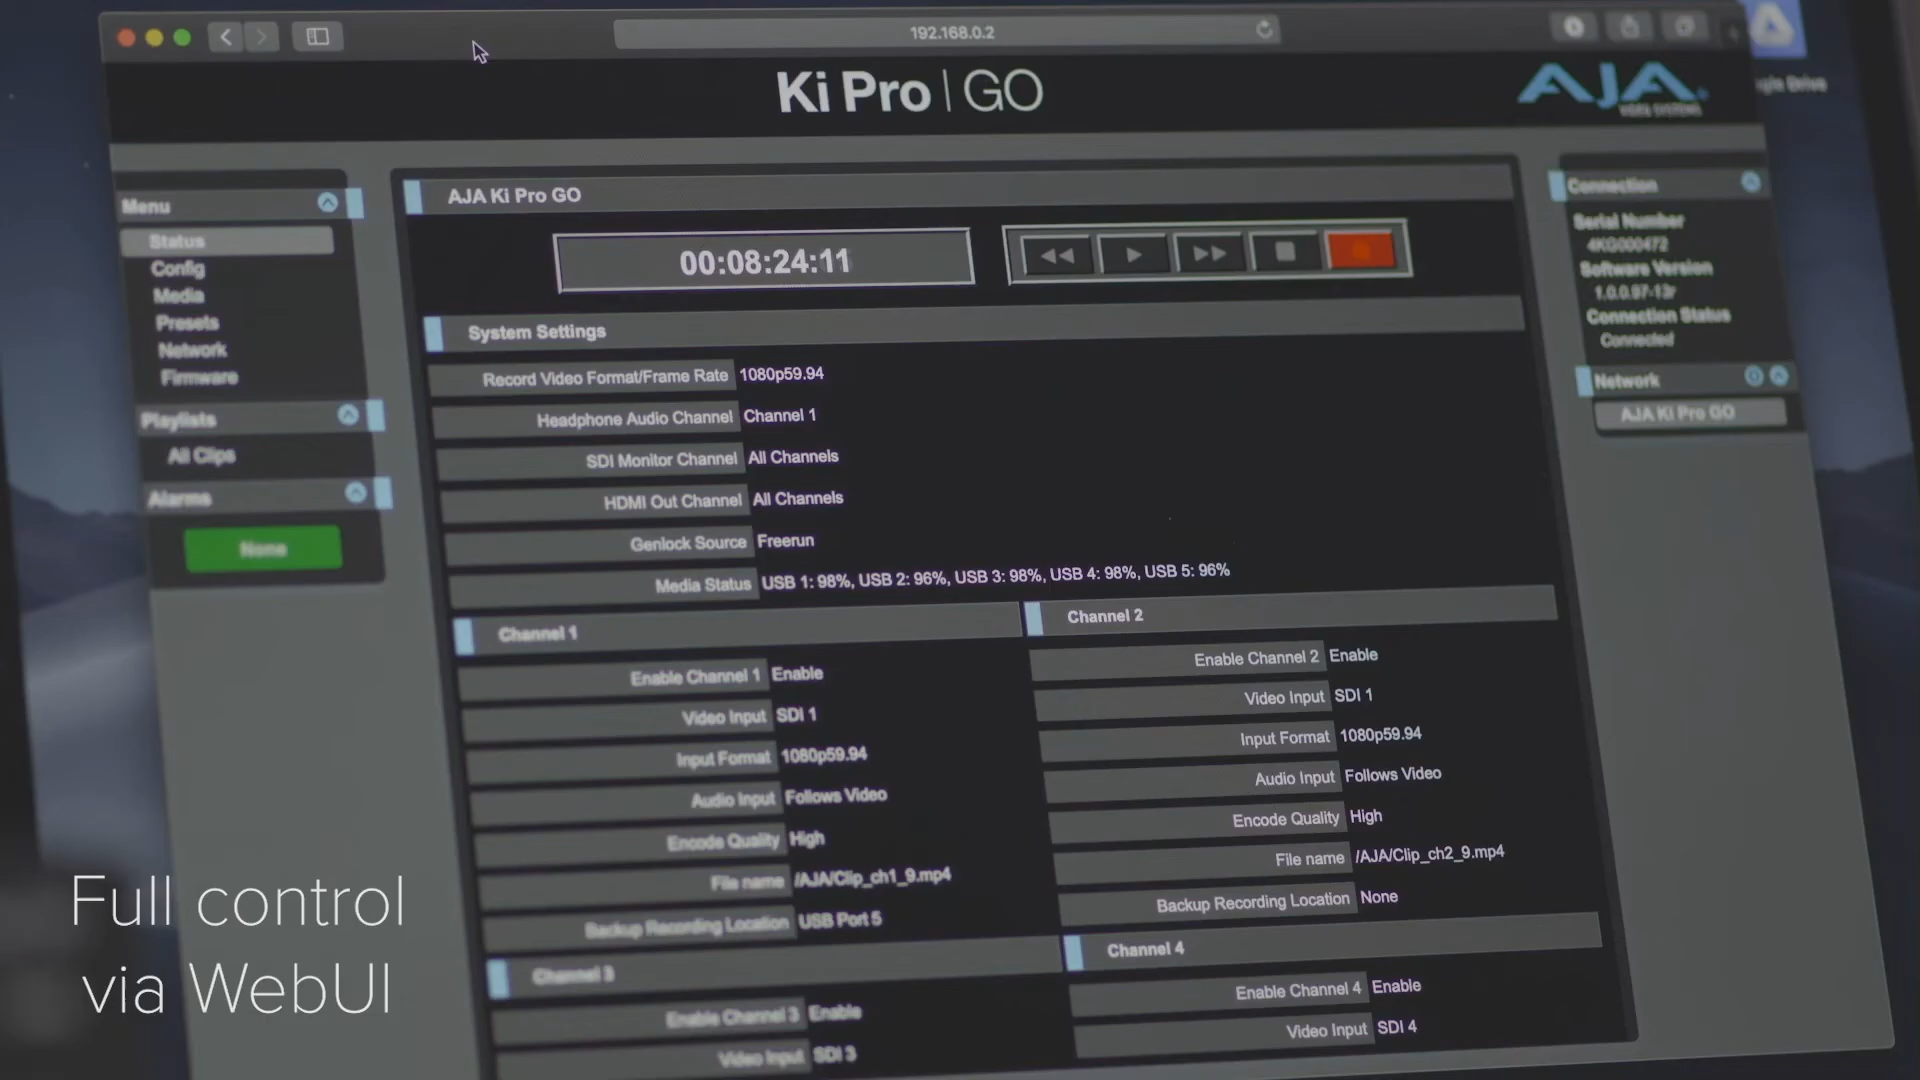 192.168.0.2
Ki Pro | GO
AJA
VIDEO SYSTEMS
Drive
Menu
Status
Config
Media
Presets
Network
Firmware
Playlists
All Clips
Alarms
None
AJA Ki Pro GO
00:08:24:11
System Settings
Record Video Format/Frame Rate 1080p59.94
Headphone Audio Channel Channel 1
SDI Monitor Channel All Channels
HDMI Out Channel All Channels
Genlock Source Freerun
Media Status USB 1: 98%, USB 2: 96%, USB 3: 98%, USB 4: 98%, USB 5: 96%
Channel 1
Enable Channel 1 Enable
Video Input SDI 1
Input Format 1080p59.94
Audio Input Follows Video
Encode Quality High
File name /AJA/Clip_ch1_9.mp4
Backup Recording Location USB Port 5
Channel 2
Enable Channel 2 Enable
Video Input SDI 1
Input Format 1080p59.94
Audio Input Follows Video
Encode Quality High
File name /AJA/Clip_ch2_9.mp4
Backup Recording Location None
Channel 3
Enable Channel 3 Enable
Video Input SDI 3
Channel 4
Enable Channel 4 Enable
Video Input SDI 4
Connection
Serial Number
4KG000472
Software Version
1.0.0.97-13r
Connection Status
Connected
Network
AJA Ki Pro GO
Full control
via WebUI